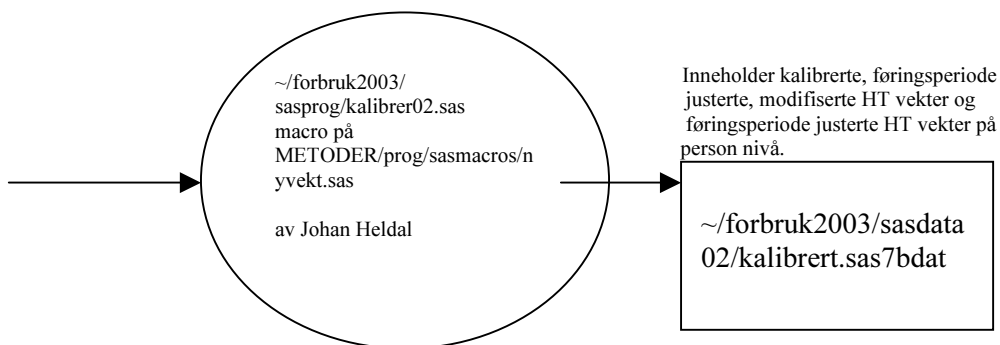 ~/forbruk2003/
sasprog/kalibrer02.sas
macro på
METODER/prog/sasmacros/n
yvekt.sas
av Johan Heldal
Inneholder kalibrerte, føringsperiode
justerte, modifiserte HT vekter og
føringsperiode justerte HT vekter på
person nivå.
~/forbruk2003/sasdata
02/kalibrert.sas7bdat